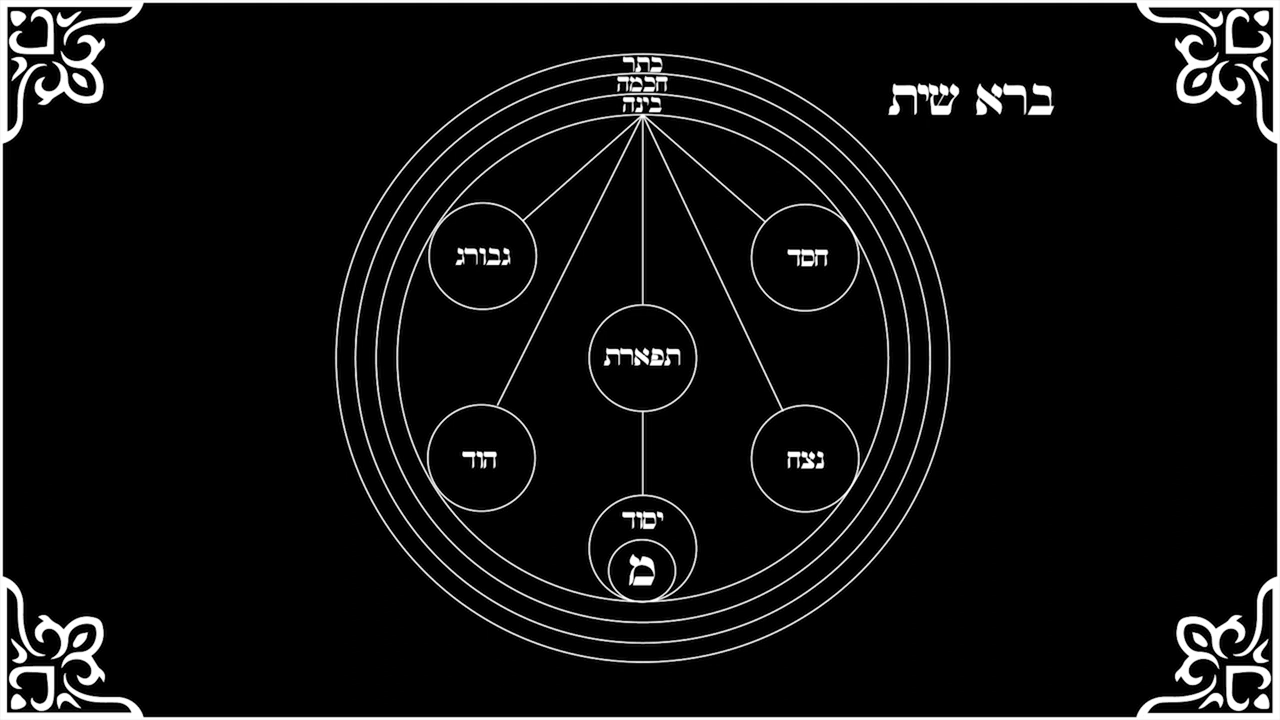 ברא שית
כתר
חכמה
בינה
חסד
גבורג
תפארת
נצח
הוד
יסוד
מ